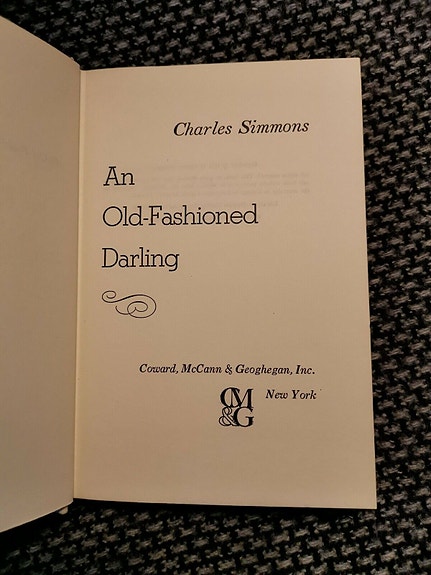 Charles Simmons
An
Old-Fashioned
Darling
Coward, McCann & Geoghegan, Inc.
New York
CM
&G